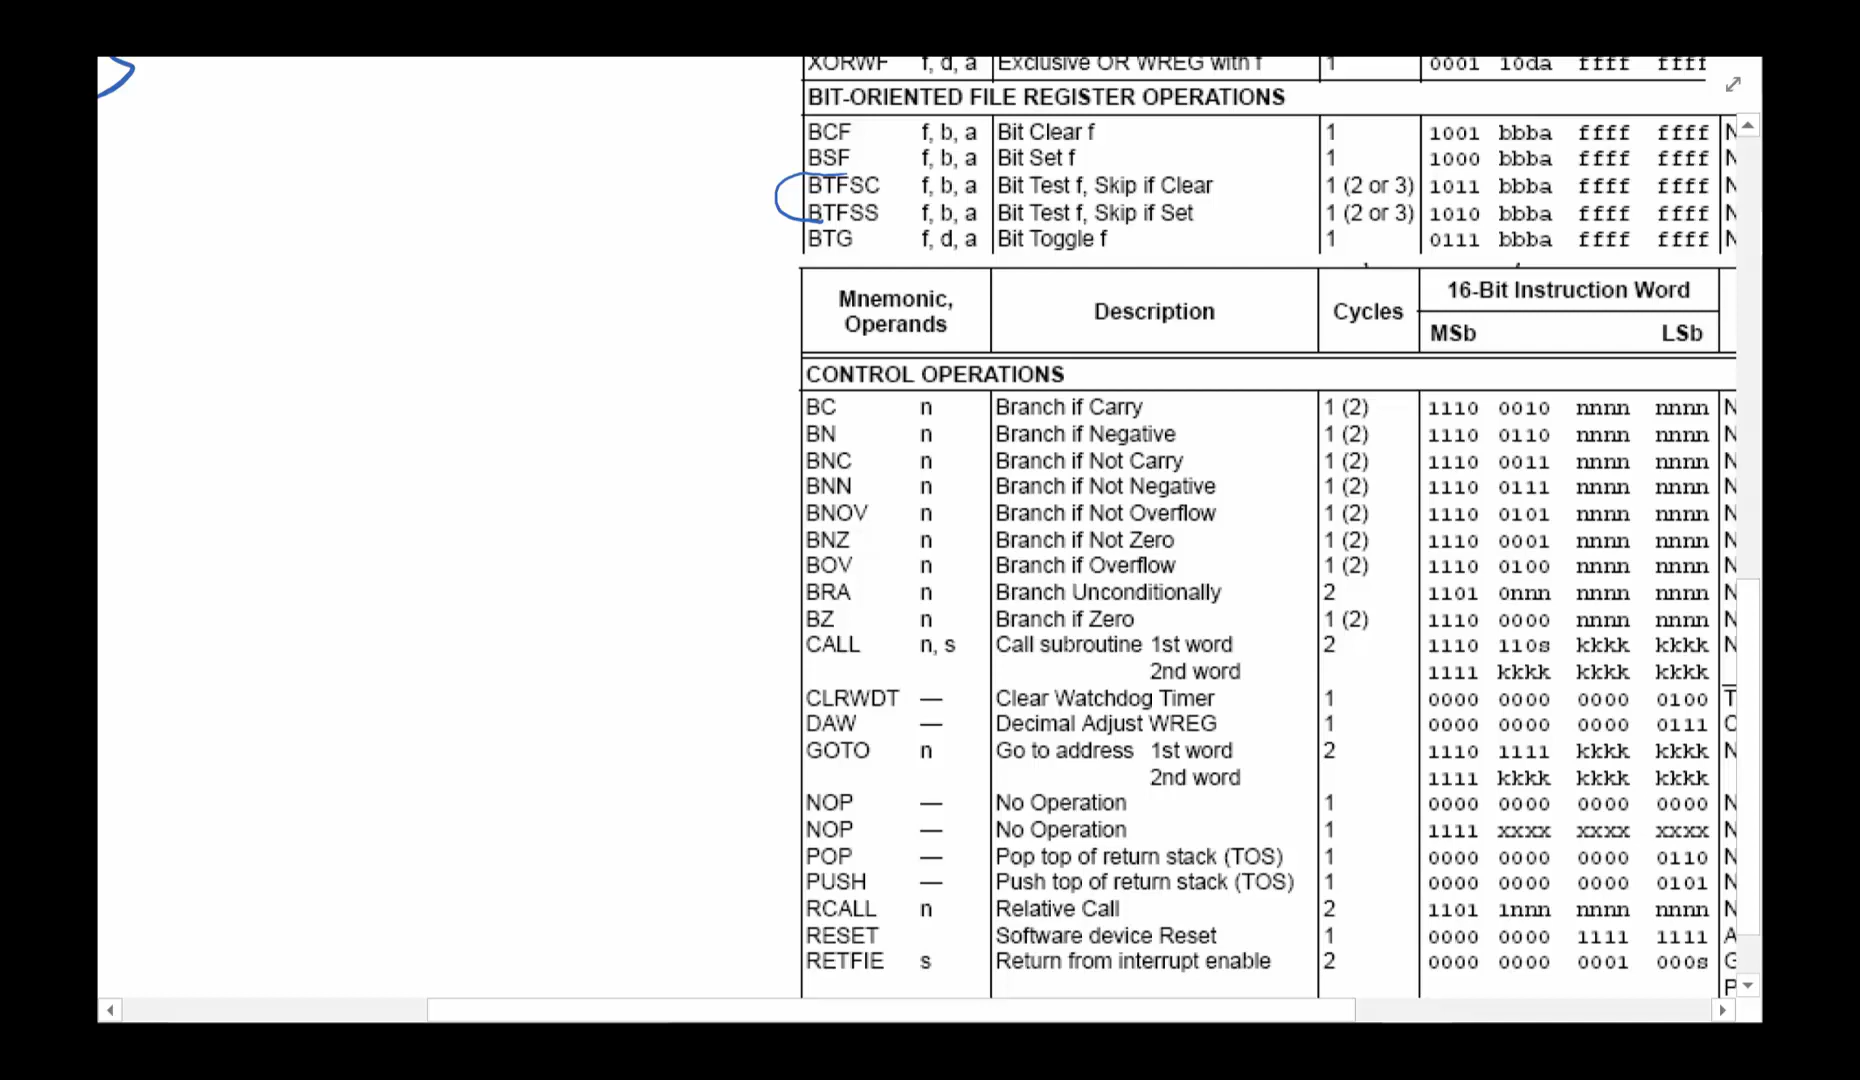 XORWF f, d, a Exclusive OR WREG with f 1 0001 10da ffff ffff
BIT-ORIENTED FILE REGISTER OPERATIONS
BCF f, b, a Bit Clear f 1 1001 bbba ffff ffff N
BSF f, b, a Bit Set f 1 1000 bbba ffff ffff N
BTFSC f, b, a Bit Test f, Skip if Clear 1 (2 or 3) 1011 bbba ffff ffff N
BTFSS f, b, a Bit Test f, Skip if Set 1 (2 or 3) 1010 bbba ffff ffff N
BTG f, d, a Bit Toggle f 1 0111 bbba ffff ffff N
Mnemonic, Operands Description Cycles 16-Bit Instruction Word
MSb LSb
CONTROL OPERATIONS
BC n Branch if Carry 1 (2) 1110 0010 nnnn nnnn N
BN n Branch if Negative 1 (2) 1110 0110 nnnn nnnn N
BNC n Branch if Not Carry 1 (2) 1110 0011 nnnn nnnn N
BNN n Branch if Not Negative 1 (2) 1110 0111 nnnn nnnn N
BNOV n Branch if Not Overflow 1 (2) 1110 0101 nnnn nnnn N
BNZ n Branch if Not Zero 1 (2) 1110 0001 nnnn nnnn N
BOV n Branch if Overflow 1 (2) 1110 0100 nnnn nnnn N
BRA n Branch Unconditionally 2 1101 0nnn nnnn nnnn N
BZ n Branch if Zero 1 (2) 1110 0000 nnnn nnnn N
CALL n, s Call subroutine 1st word 2 1110 110s kkkk kkkk N
2nd word 1111 kkkk kkkk kkkk
CLRWDT — Clear Watchdog Timer 1 0000 0000 0000 0100 T
DAW — Decimal Adjust WREG 1 0000 0000 0000 0111 C
GOTO n Go to address 1st word 2 1110 1111 kkkk kkkk N
2nd word 1111 kkkk kkkk kkkk
NOP — No Operation 1 0000 0000 0000 0000 N
NOP — No Operation 1 1111 xxxx xxxx xxxx N
POP — Pop top of return stack (TOS) 1 0000 0000 0000 0110 N
PUSH — Push top of return stack (TOS) 1 0000 0000 0000 0101 N
RCALL n Relative Call 2 1101 1nnn nnnn nnnn N
RESET Software device Reset 1 0000 0000 1111 1111 A
RETFIE s Return from interrupt enable 2 0000 0000 0001 000s G
P